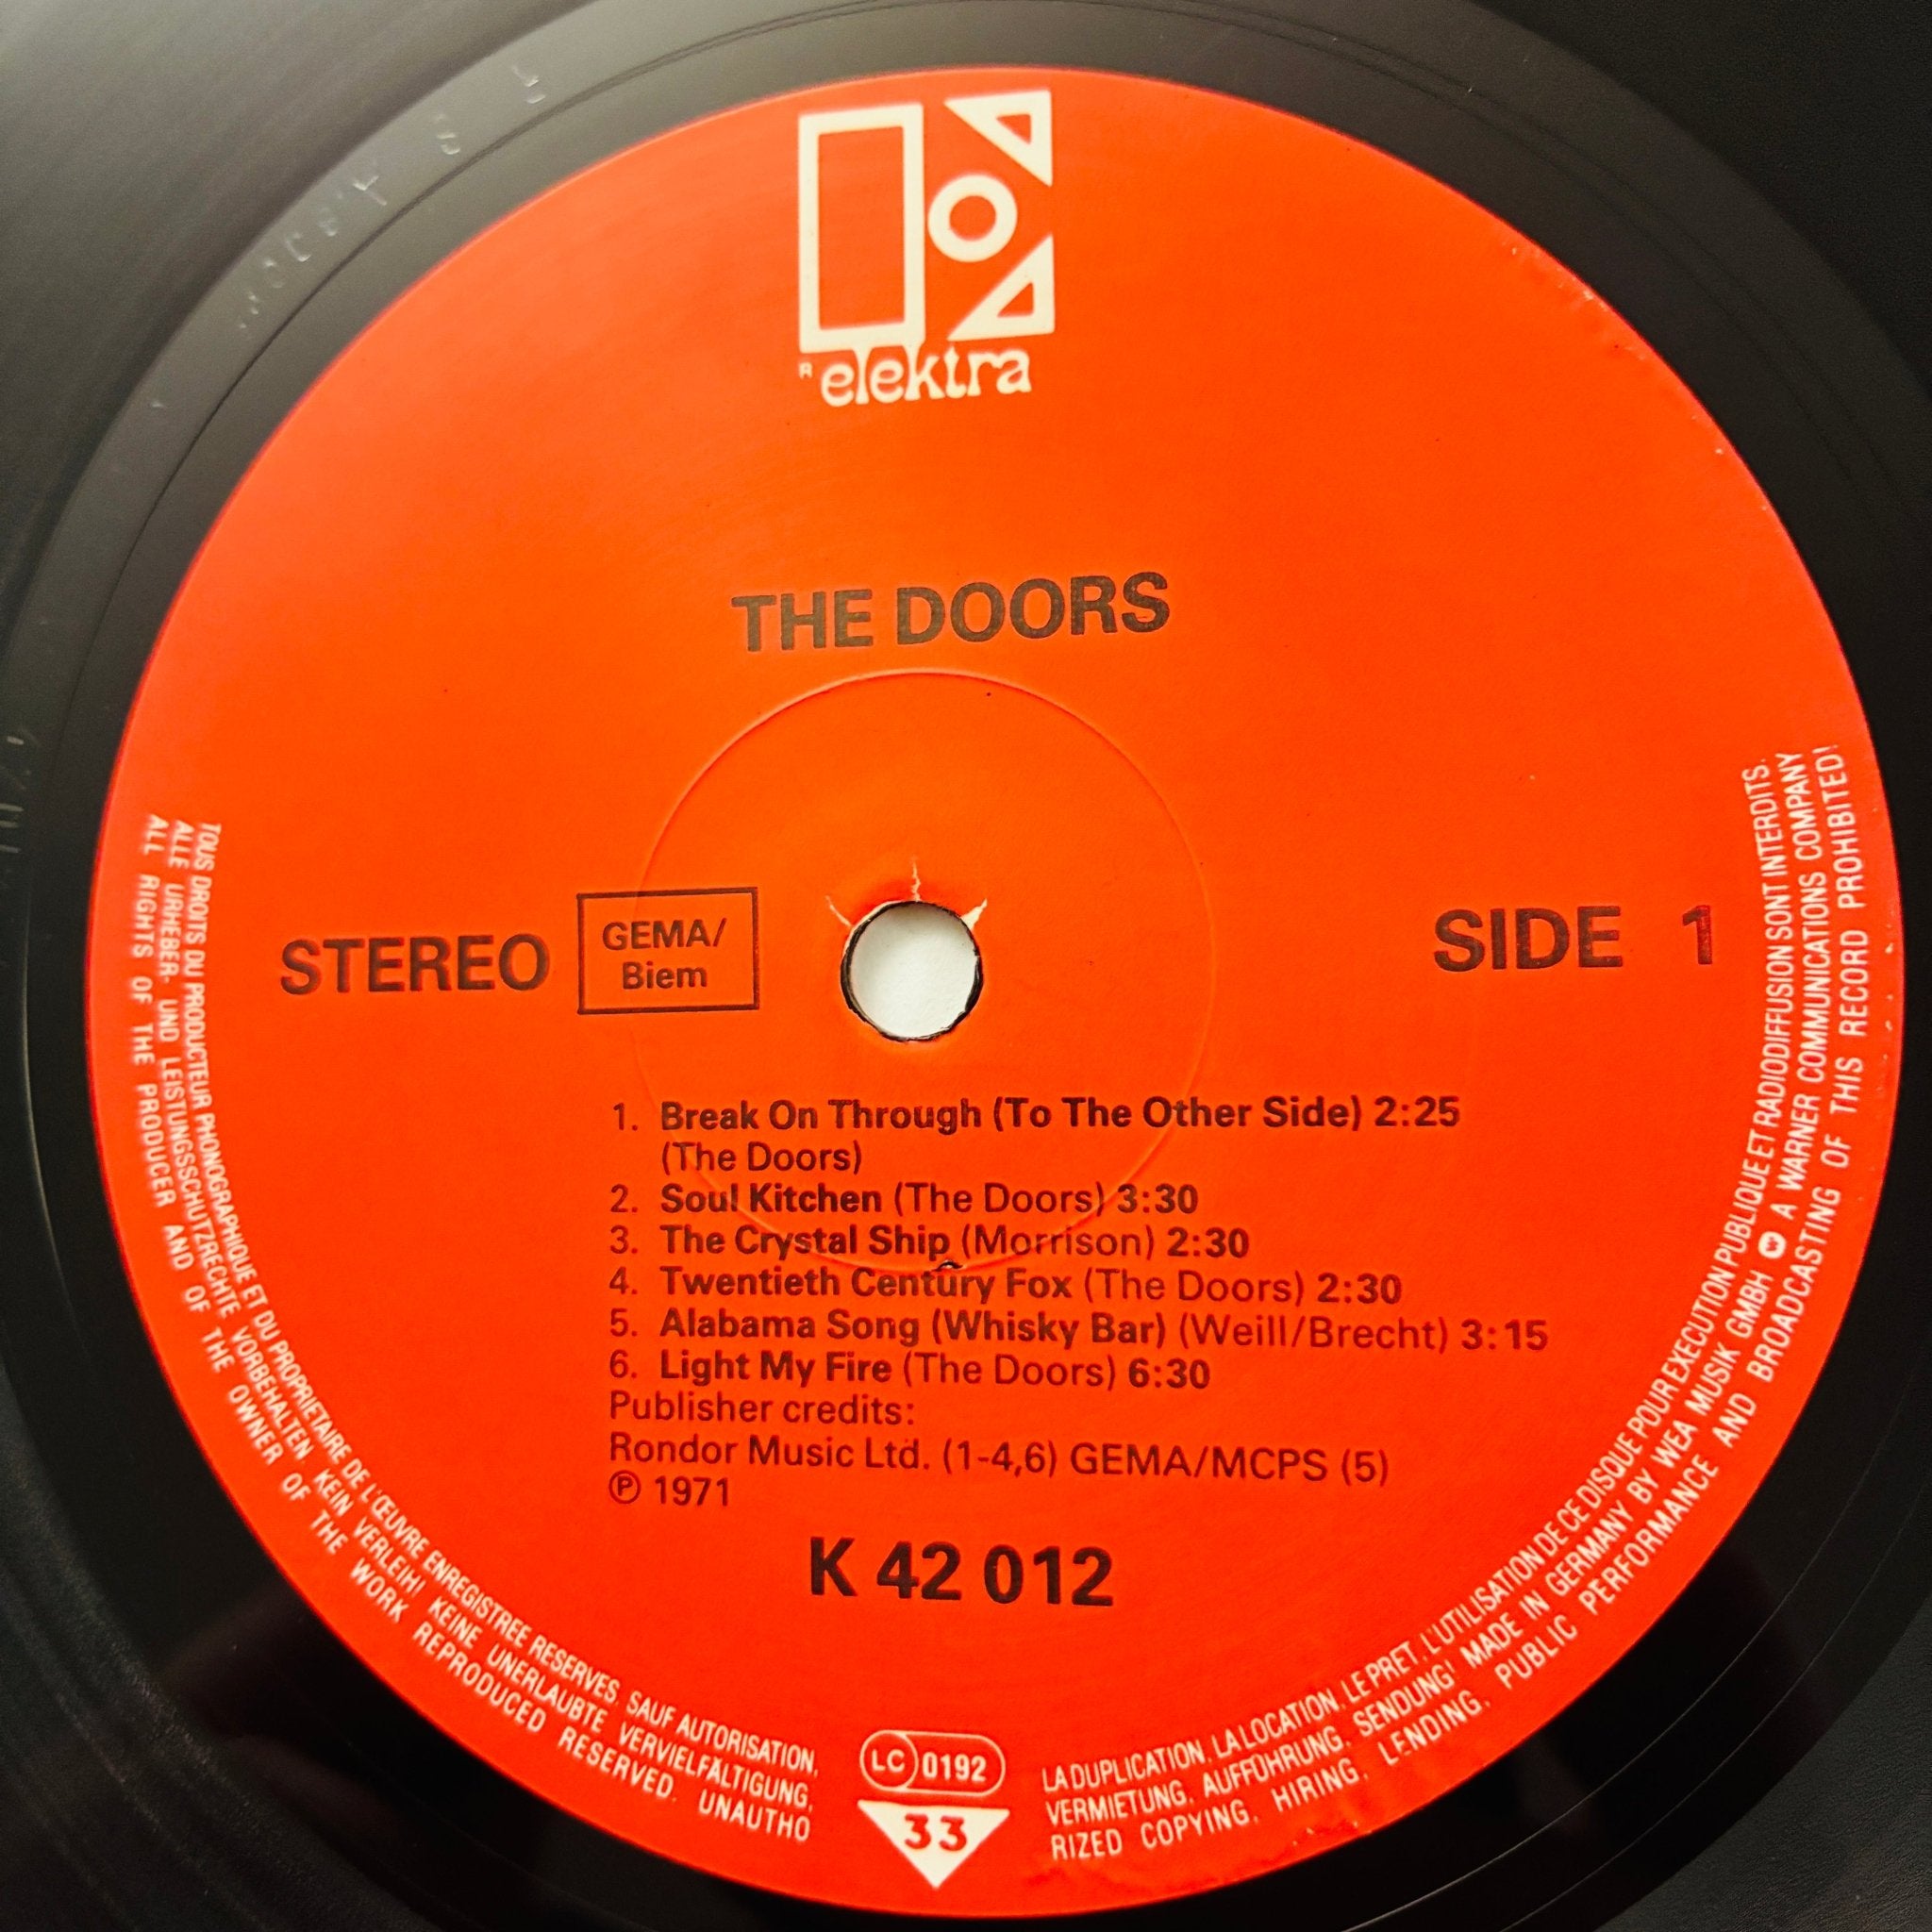 R elektra
THE DOORS
STEREO
GEMA/
Biem
SIDE 1
1. Break On Through (To The Other Side) 2:25
(The Doors)
2. Soul Kitchen (The Doors) 3:30
3. The Crystal Ship (Morrison) 2:30
4. Twentieth Century Fox (The Doors) 2:30
5. Alabama Song (Whisky Bar) (Weill/Brecht) 3:15
6. Light My Fire (The Doors) 6:30
Publisher credits:
Rondor Music Ltd. (1-4,6) GEMA/MCPS (5)
℗ 1971
K 42 012
TOUS DROITS DU PRODUCTEUR PHONOGRAPHIQUE ET DU PROPRIETAIRE DE L'ŒUVRE ENREGISTREE RESERVES. SAUF AUTORISATION, LA DUPLICATION, LA LOCATION, LE PRET, L'UTILISATION DE CE DISQUE POUR EXECUTION PUBLIQUE ET RADIODIFFUSION SONT INTERDITS.
ALLE URHEBER- UND LEISTUNGSSCHUTZRECHTE VORBEHALTEN. KEIN VERLEIH! KEINE UNERLAUBTE VERVIELFÄLTIGUNG, VERMIETUNG, AUFFÜHRUNG, SENDUNG! MADE IN GERMANY BY WEA MUSIK GMBH A WARNER COMMUNICATIONS COMPANY
ALL RIGHTS OF THE PRODUCER AND OF THE OWNER OF THE WORK REPRODUCED RESERVED. UNAUTHORIZED COPYING, HIRING, LENDING, PUBLIC PERFORMANCE AND BROADCASTING OF THIS RECORD PROHIBITED!
LC 0192
33